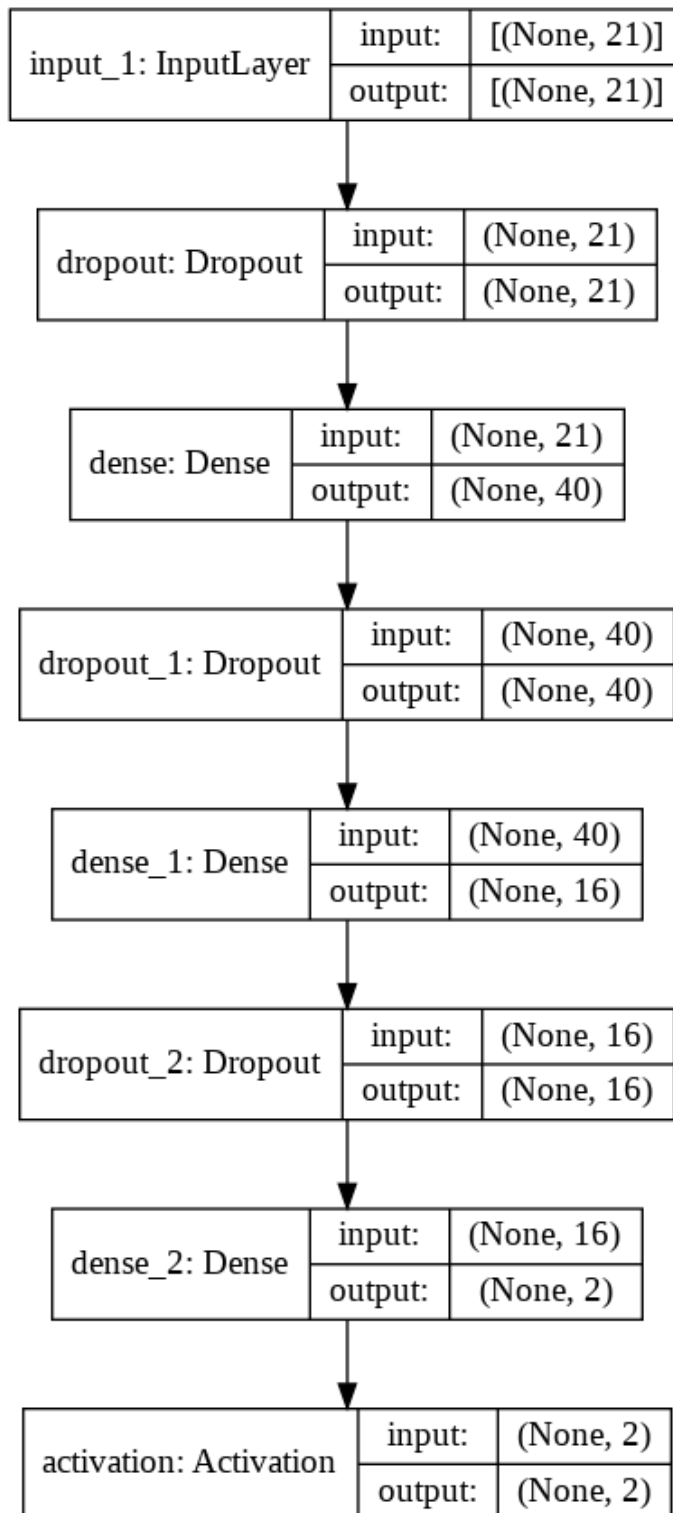 input_1: InputLayer
input: [(None, 21)]
output: [(None, 21)]
dropout: Dropout
input: (None, 21)
output: (None, 21)
dense: Dense
input: (None, 21)
output: (None, 40)
dropout_1: Dropout
input: (None, 40)
output: (None, 40)
dense_1: Dense
input: (None, 40)
output: (None, 16)
dropout_2: Dropout
input: (None, 16)
output: (None, 16)
dense_2: Dense
input: (None, 16)
output: (None, 2)
activation: Activation
input: (None, 2)
output: (None, 2)